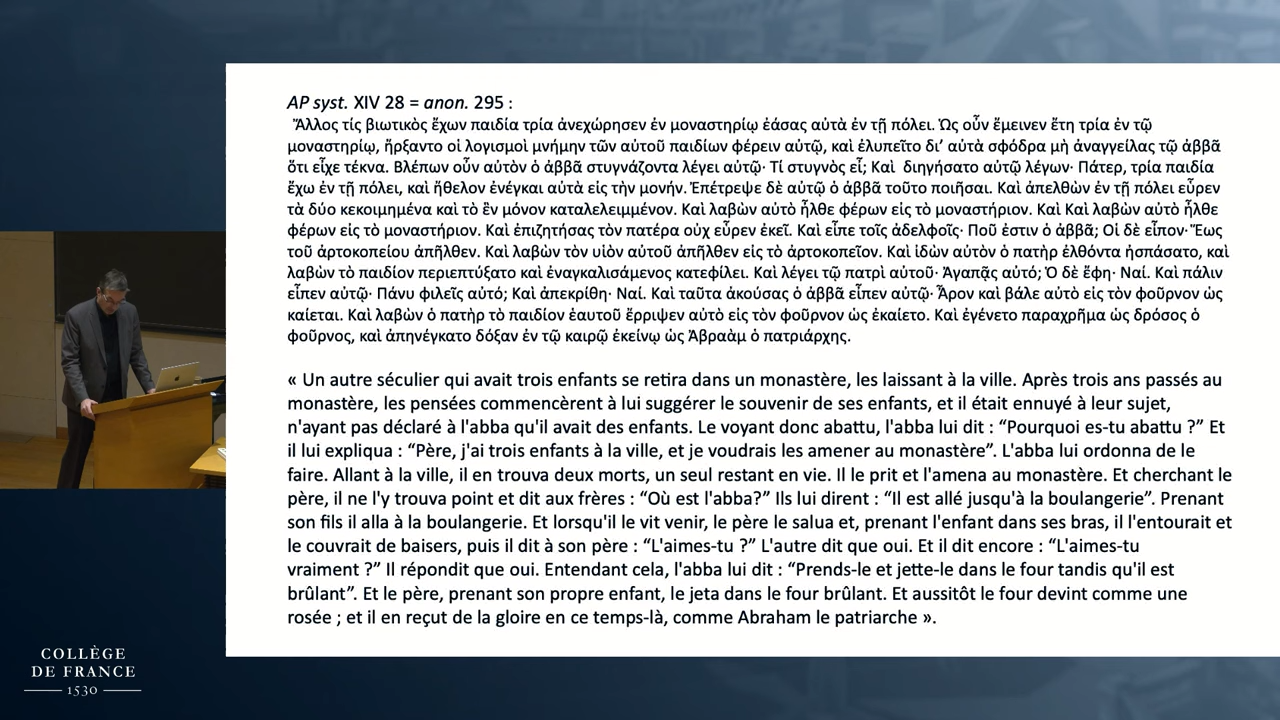 AP syst. XIV 28 = anon. 295 :
Ἄλλος τίς βιωτικὸς ἔχων παιδία τρία ἀνεχώρησεν ἐν μοναστηρίῳ ἐάσας αὐτὰ ἐν τῇ πόλει. Ὡς οὖν ἔμεινεν ἔτη τρία ἐν τῷ
μοναστηρίῳ, ἤρξαντο οἱ λογισμοὶ μνήμην τῶν αὐτοῦ παιδίων φέρειν αὐτῷ, καὶ ἐλυπεῖτο δι’ αὐτὰ σφόδρα μὴ ἀναγγείλας τῷ ἀββᾶ
ὅτι εἶχε τέκνα. Βλέπων οὖν αὐτὸν ὁ ἀββᾶ στυγνάζοντα λέγει αὐτῷ· Τί στυγνὸς εἶ; Καὶ διηγήσατο αὐτῷ λέγων· Πάτερ, τρία παιδία
ἔχω ἐν τῇ πόλει, καὶ ἤθελον ἐνέγκαι αὐτὰ εἰς τὴν μονήν. Ἐπέτρεψε δὲ αὐτῷ ὁ ἀββᾶ τοῦτο ποιῆσαι. Καὶ ἀπελθὼν ἐν τῇ πόλει εὗρεν
τὰ δύο κεκοιμημένα καὶ τὸ ἓν μόνον καταλελειμμένον. Καὶ λαβὼν αὐτὸ ἦλθε φέρων εἰς τὸ μοναστήριον. Καὶ Καὶ λαβὼν αὐτὸ ἦλθε
φέρων εἰς τὸ μοναστήριον. Καὶ ἐπιζητήσας τὸν πατέρα οὐχ εὗρεν ἐκεῖ. Καὶ εἶπε τοῖς ἀδελφοῖς· Ποῦ ἐστιν ὁ ἀββᾶ; Οἱ δὲ εἶπον· Ἕως
τοῦ ἀρτοκοπείου ἀπῆλθεν. Καὶ λαβὼν τὸν υἱὸν αὐτοῦ ἀπῆλθεν εἰς τὸ ἀρτοκοπεῖον. Καὶ ἰδὼν αὐτὸν ὁ πατὴρ ἐλθόντα ἠσπάσατο, καὶ
λαβὼν τὸ παιδίον περιεπτύξατο καὶ ἐναγκαλισάμενος κατεφίλει. Καὶ λέγει τῷ πατρὶ αὐτοῦ· Ἀγαπᾷς αὐτό; Ὁ δὲ ἔφη· Ναί. Καὶ πάλιν
εἶπεν αὐτῷ· Πάνυ φιλεῖς αὐτό; Καὶ ἀπεκρίθη· Ναί. Καὶ ταῦτα ἀκούσας ὁ ἀββᾶ εἶπεν αὐτῷ· Ἆρον καὶ βάλε αὐτὸ εἰς τὸν φοῦρνον ὡς
καίεται. Καὶ λαβὼν ὁ πατὴρ τὸ παιδίον ἑαυτοῦ ἔρριψεν αὐτὸ εἰς τὸν φοῦρνον ὡς ἐκαίετο. Καὶ ἐγένετο παραχρῆμα ὡς δρόσος ὁ
φοῦρνος, καὶ ἀπηνέγκατο δόξαν ἐν τῷ καιρῷ ἐκείνῳ ὡς Ἀβραὰμ ὁ πατριάρχης.
« Un autre séculier qui avait trois enfants se retira dans un monastère, les laissant à la ville. Après trois ans passés au
monastère, les pensées commencèrent à lui suggérer le souvenir de ses enfants, et il était ennuyé à leur sujet,
n'ayant pas déclaré à l'abba qu'il avait des enfants. Le voyant donc abattu, l'abba lui dit : “Pourquoi es-tu abattu ?” Et
il lui expliqua : “Père, j'ai trois enfants à la ville, et je voudrais les amener au monastère”. L'abba lui ordonna de le
faire. Allant à la ville, il en trouva deux morts, un seul restant en vie. Il le prit et l'amena au monastère. Et cherchant le
père, il ne l'y trouva point et dit aux frères : “Où est l'abba?” Ils lui dirent : “Il est allé jusqu'à la boulangerie”. Prenant
son fils il alla à la boulangerie. Et lorsqu'il le vit venir, le père le salua et, prenant l'enfant dans ses bras, il l'entourait et
le couvrait de baisers, puis il dit à son père : “L'aimes-tu ?” L'autre dit que oui. Et il dit encore : “L'aimes-tu
vraiment ?” Il répondit que oui. Entendant cela, l'abba lui dit : “Prends-le et jette-le dans le four tandis qu'il est
brûlant”. Et le père, prenant son propre enfant, le jeta dans le four brûlant. Et aussitôt le four devint comme une
rosée ; et il en reçut de la gloire en ce temps-là, comme Abraham le patriarche ».
COLLÈGE
DE FRANCE
1530